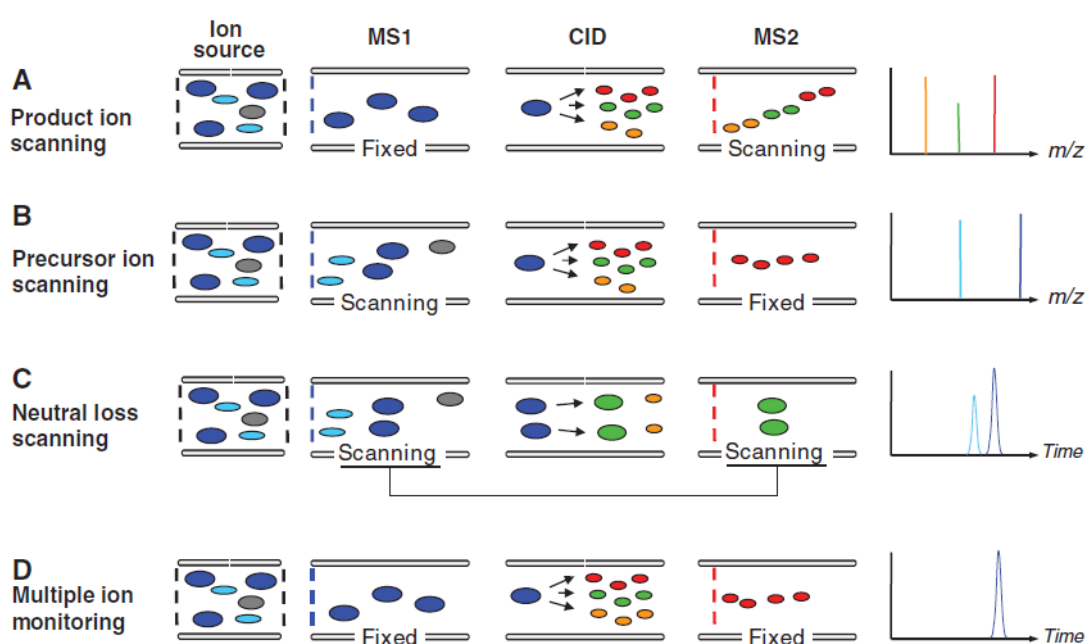 Ion
source
MS1
CID
MS2
A
Product ion
scanning
Fixed
Scanning
m/z
B
Precursor ion
scanning
Scanning
Fixed
m/z
C
Neutral loss
scanning
Scanning
Scanning
Time
D
Multiple ion
monitoring
Fixed
Fixed
Time